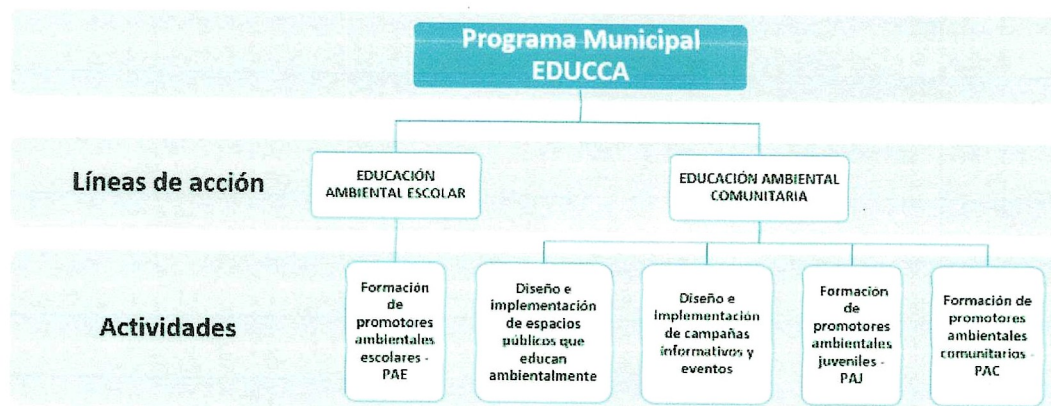 Programa Municipal
EDUCCA
Líneas de acción
EDUCACIÓN
AMBIENTAL ESCOLAR
EDUCACIÓN AMBIENTAL
COMUNITARIA
Actividades
Formación
de
promotores
ambientales
escolares -
PAE
Diseño e
implementación
de espacios
públicos que
educan
ambientalmente
Diseño e
implementación
de campañas
informativos y
eventos
Formación
de
promotores
ambientales
juveniles -
PAJ
Formación de
promotores
ambientales
comunitarios -
PAC